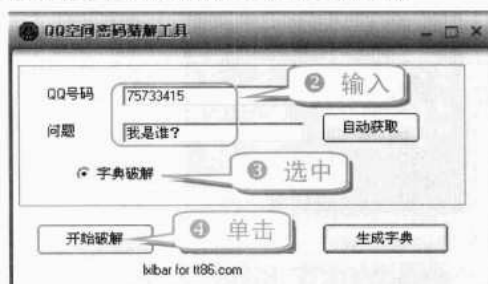 QQ空间密码猜解工具
QQ号码 75733415 ❷ 输入
问题 我是谁? 自动获取
字典破解 ❸ 选中
开始破解 ❹ 单击 生成字典
lxlbar for tt86.com